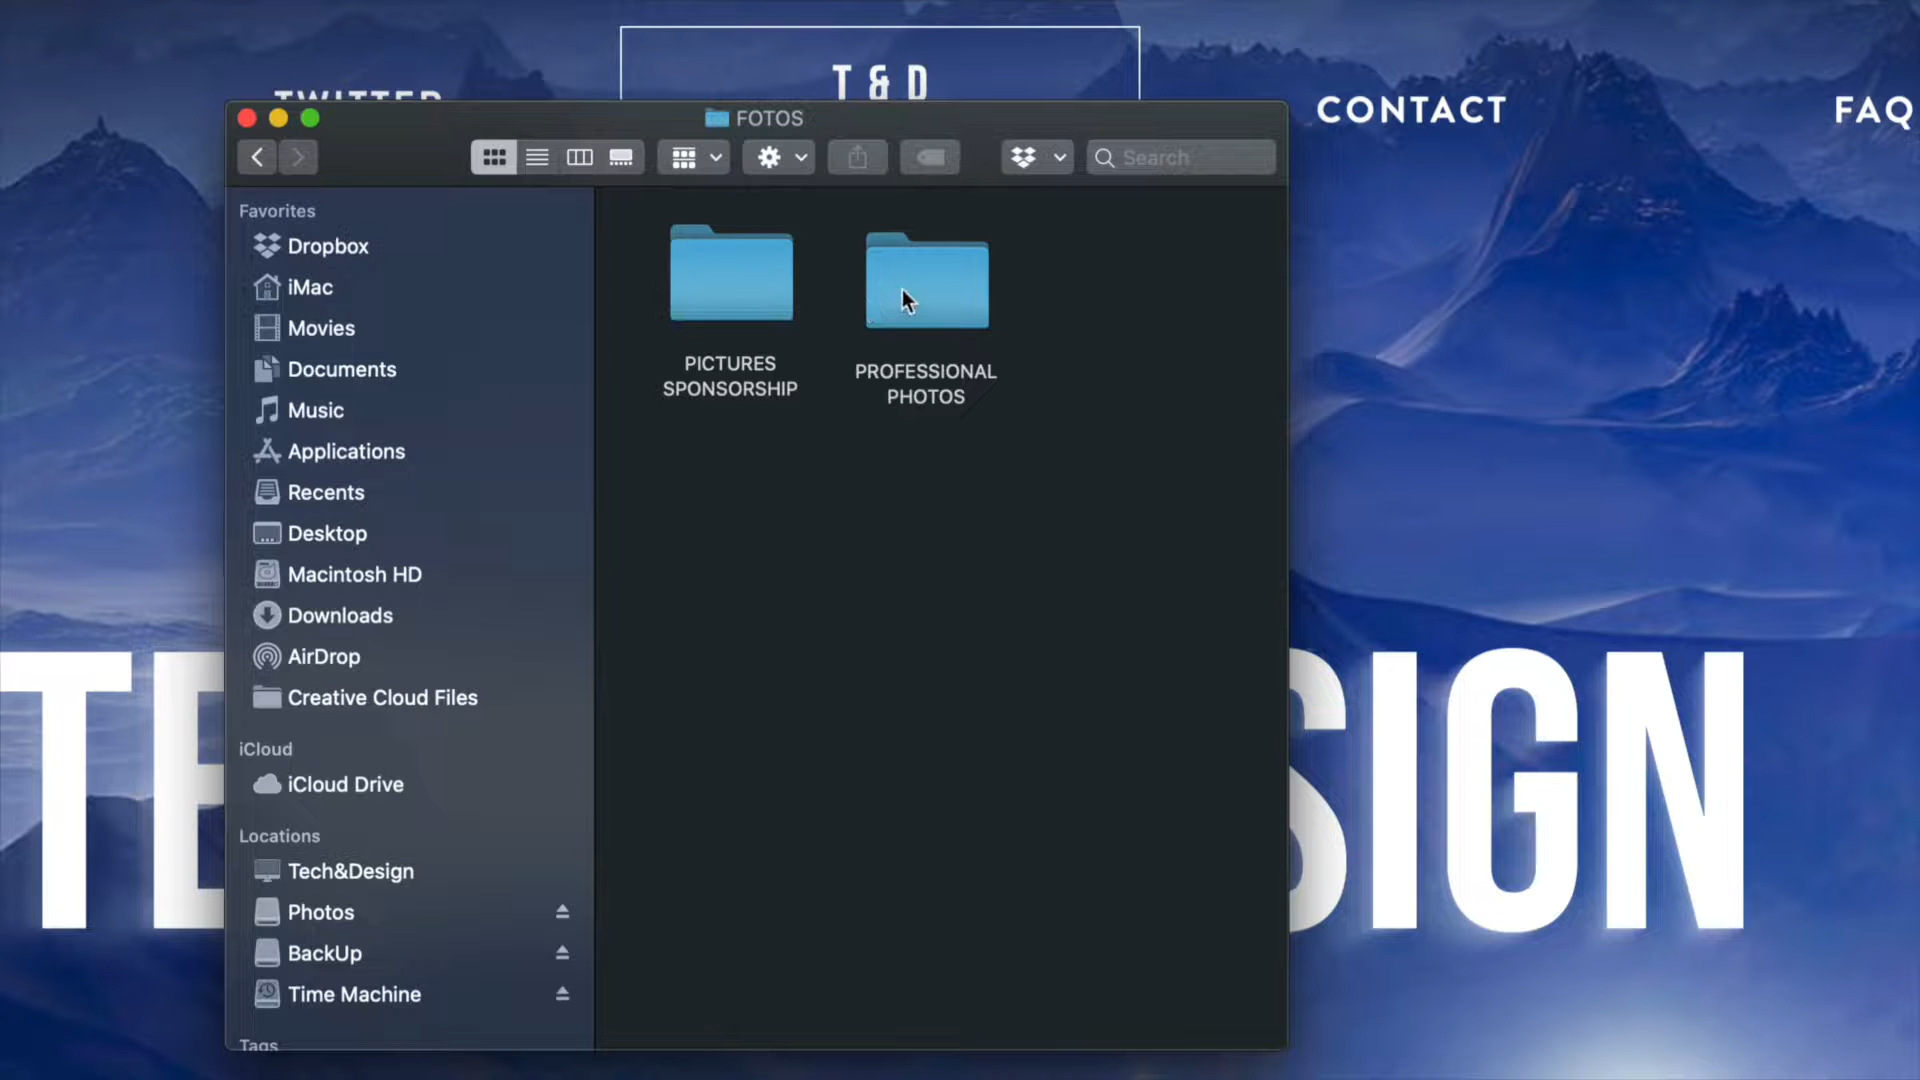 TWITTER
T & D
CONTACT
FAQ
FOTOS
Search
Favorites
Dropbox
iMac
Movies
Documents
Music
Applications
Recents
Desktop
Macintosh HD
Downloads
AirDrop
Creative Cloud Files
iCloud
iCloud Drive
Locations
Tech&Design
Photos
BackUp
Time Machine
Tags
PICTURES
SPONSORSHIP
PROFESSIONAL
PHOTOS
TE
SIGN